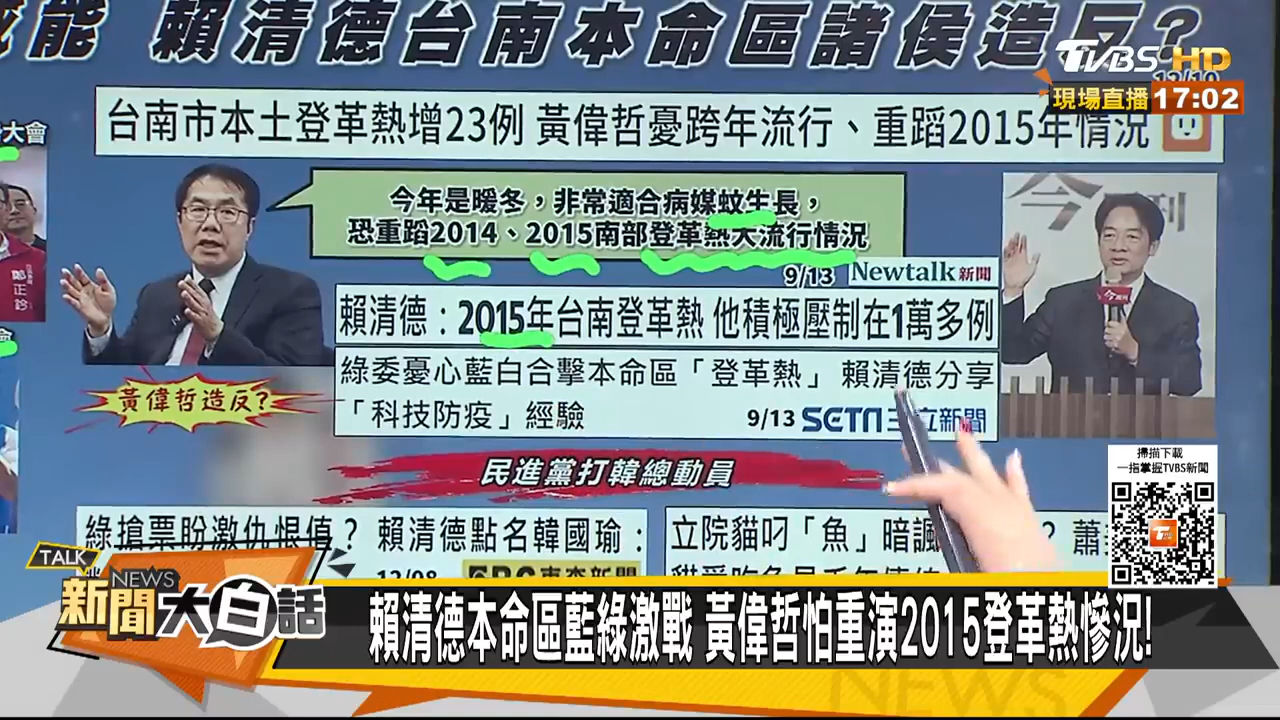 能 賴清德台南本命區諸侯造反?
TVBS HD
12/10
現場直播 17:02
大會
台南市本土登革熱增23例 黃偉哲憂跨年流行、重蹈2015年情況
今年是暖冬，非常適合病媒蚊生長，
恐重蹈2014、2015南部登革熱大流行情況
今 刊
9/13 Newtalk新聞
賴清德：2015年台南登革熱 他積極壓制在1萬多例
綠委憂心藍白合擊本命區「登革熱」 賴清德分享
「科技防疫」經驗
9/13 SETN三立新聞
黃偉哲造反?
民進黨打韓總動員
掃描下載
一指掌握TVBS新聞
綠搶票盼激仇恨值？ 賴清德點名韓國瑜：
12/08
立院貓叼「魚」暗諷 ？ 蕭
TALK
NEWS
新聞大白話
賴清德本命區藍綠激戰 黃偉哲怕重演2015登革熱慘況!
NEWS